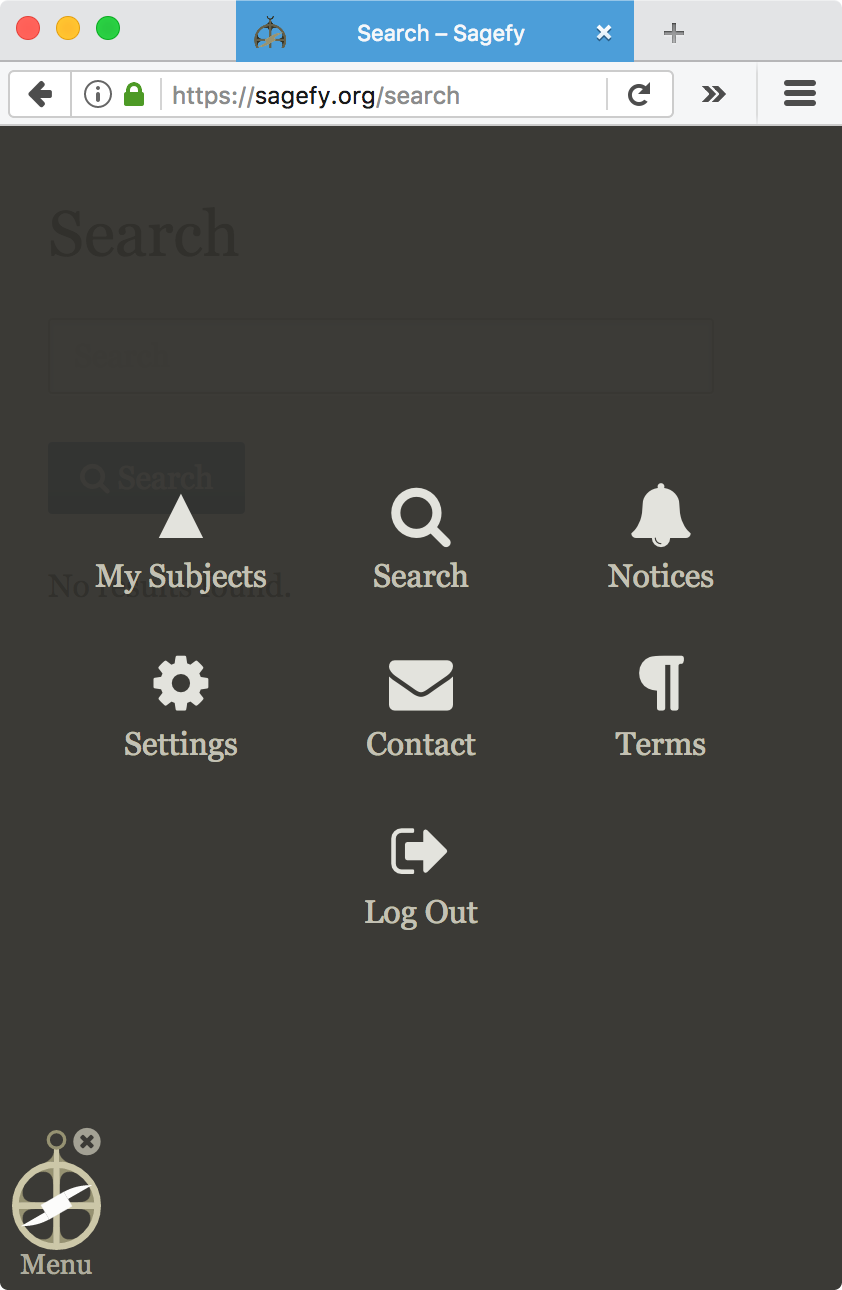 Search – Sagefy
https://sagefy.org/search
Search
Search
My Subjects
Search
Notices
No results found.
Settings
Contact
Terms
Log Out
Menu